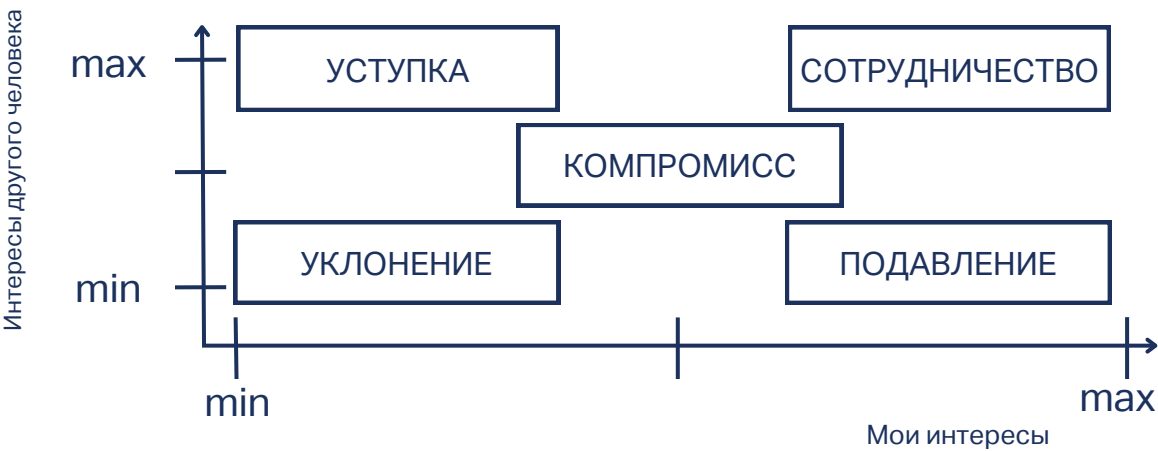 Интересы другого человека
max
УСТУПКА
СОТРУДНИЧЕСТВО
КОМПРОМИСС
min
УКЛОНЕНИЕ
ПОДАВЛЕНИЕ
min
max
Мои интересы